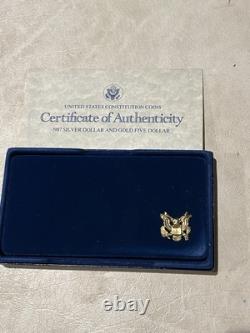 UNITED STATES CONSTITUTION COINS
Certificate of Authenticity
1987 SILVER DOLLAR AND GOLD FIVE DOLLAR